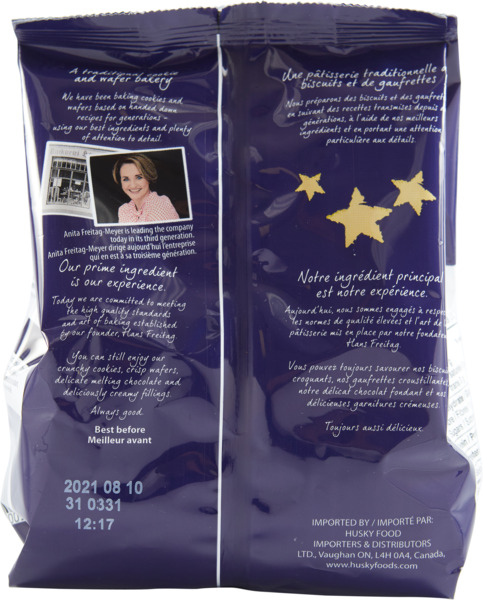 A traditional cookie
and wafer bakery
We have been baking cookies and
wafers based on handed down
recipes for generations -
using our best ingredients and plenty
of attention to detail.
Anita Freitag-Meyer is leading the company
today in its third generation.
Anita Freitag-Meyer dirige aujourd'hui l'entreprise
qui en est à sa troisième génération.
Our prime ingredient
is our experience.
Today we are committed to meeting
the high quality standards
and art of baking established
by our founder, Hans Freitag.
You can still enjoy our
crunchy cookies, crisp wafers,
delicate melting chocolate and
deliciously creamy fillings.
Always good.
Best before
Meilleur avant
2021 08 10
31 0331
12:17
Une pâtisserie traditionnelle
biscuits et de gaufrettes
Nous préparons des biscuits et des gaufret
en suivant des recettes transmises depuis
générations, à l'aide de nos meilleurs
ingrédients et en portant une attention
particulière aux détails.
Notre ingrédient principal
est notre expérience.
Aujourd'hui, nous sommes engagés à resp
les normes de qualité élevées et l'art de
pâtisserie mis en place par notre fondate
Hans Freitag.
Vous pouvez toujours savourer nos biscu
croquants, nos gaufrettes croustillantes
notre délicat chocolat fondant et nos
délicieuses garnitures crémeuses.
Toujours aussi délicieux.
IMPORTED BY / IMPORTÉ PAR:
HUSKY FOOD
IMPORTERS & DISTRIBUTORS
LTD., Vaughan ON, L4H 0A4, Canada,
www.huskyfoods.com